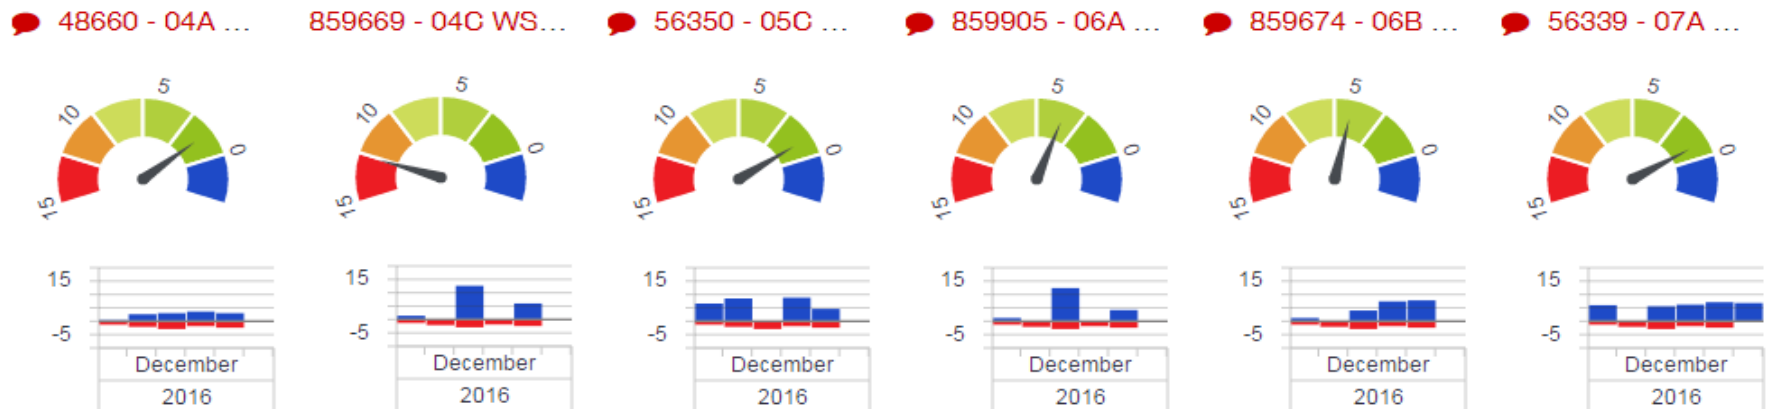 48660 - 04A ...
859669 - 04C WS...
56350 - 05C ...
859905 - 06A ...
859674 - 06B ...
56339 - 07A ...
15 10 5 0
15 10 5 0
15 10 5 0
15 10 5 0
15 10 5 0
15 10 5 0
15
-5
December
2016
15
-5
December
2016
15
-5
December
2016
15
-5
December
2016
15
-5
December
2016
15
-5
December
2016